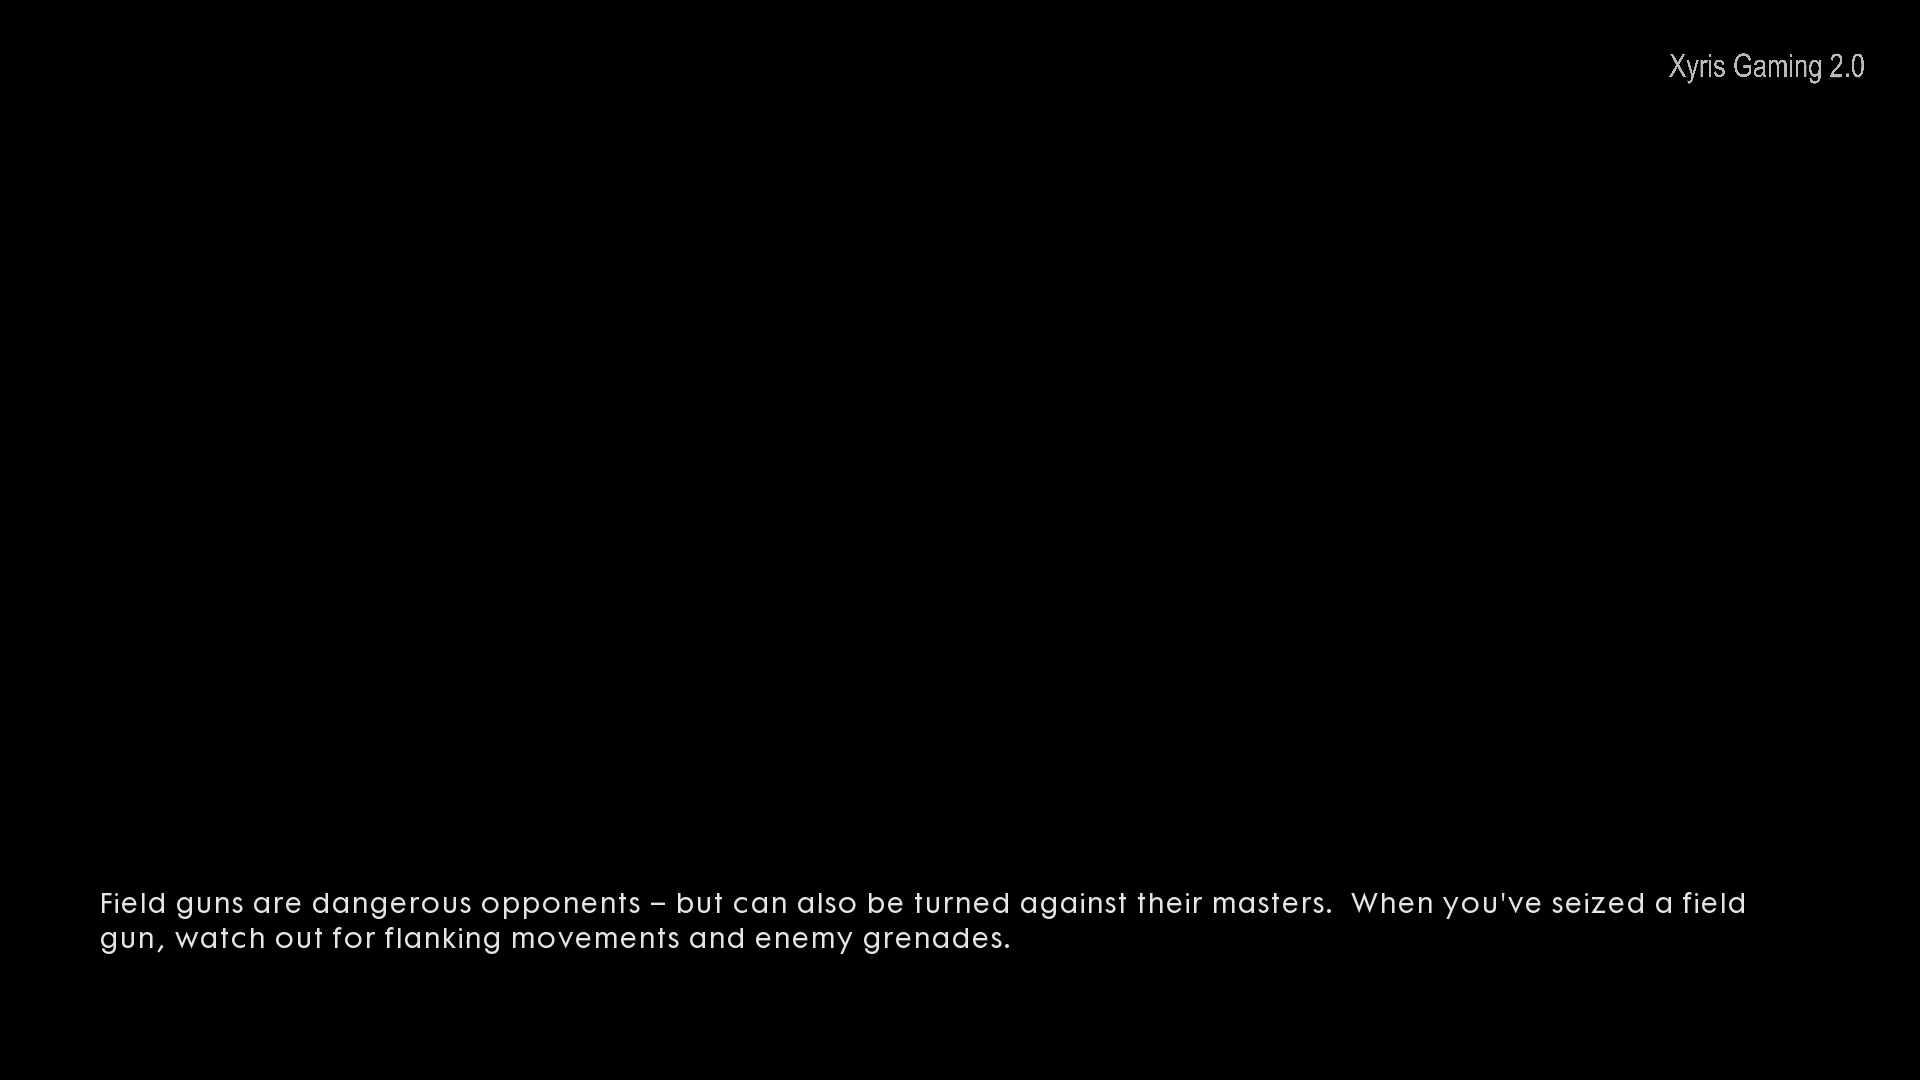 Xyris Gaming 2.0
Field guns are dangerous opponents – but can also be turned against their masters.  When you've seized a field
gun, watch out for flanking movements and enemy grenades.